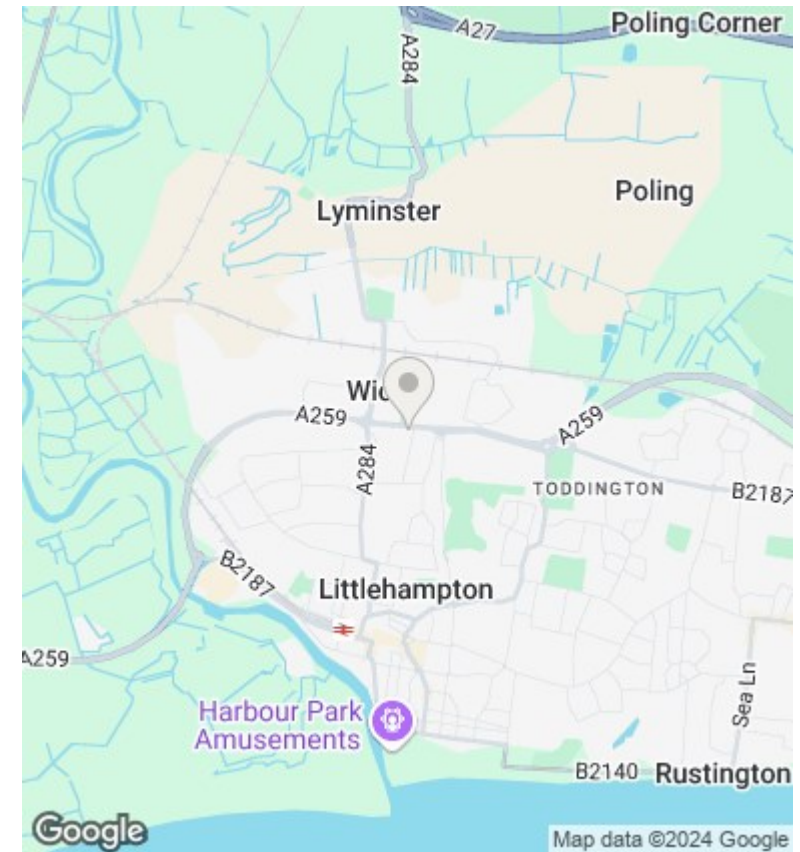 Poling Corner
A27
A284
Poling
Lyminster
A259
A259
A284
TODDINGTON
B2187
B2187
Littlehampton
A259
Sea Ln
Harbour Park
Amusements
B2140
Rustington
Google
Map data ©2024 Google